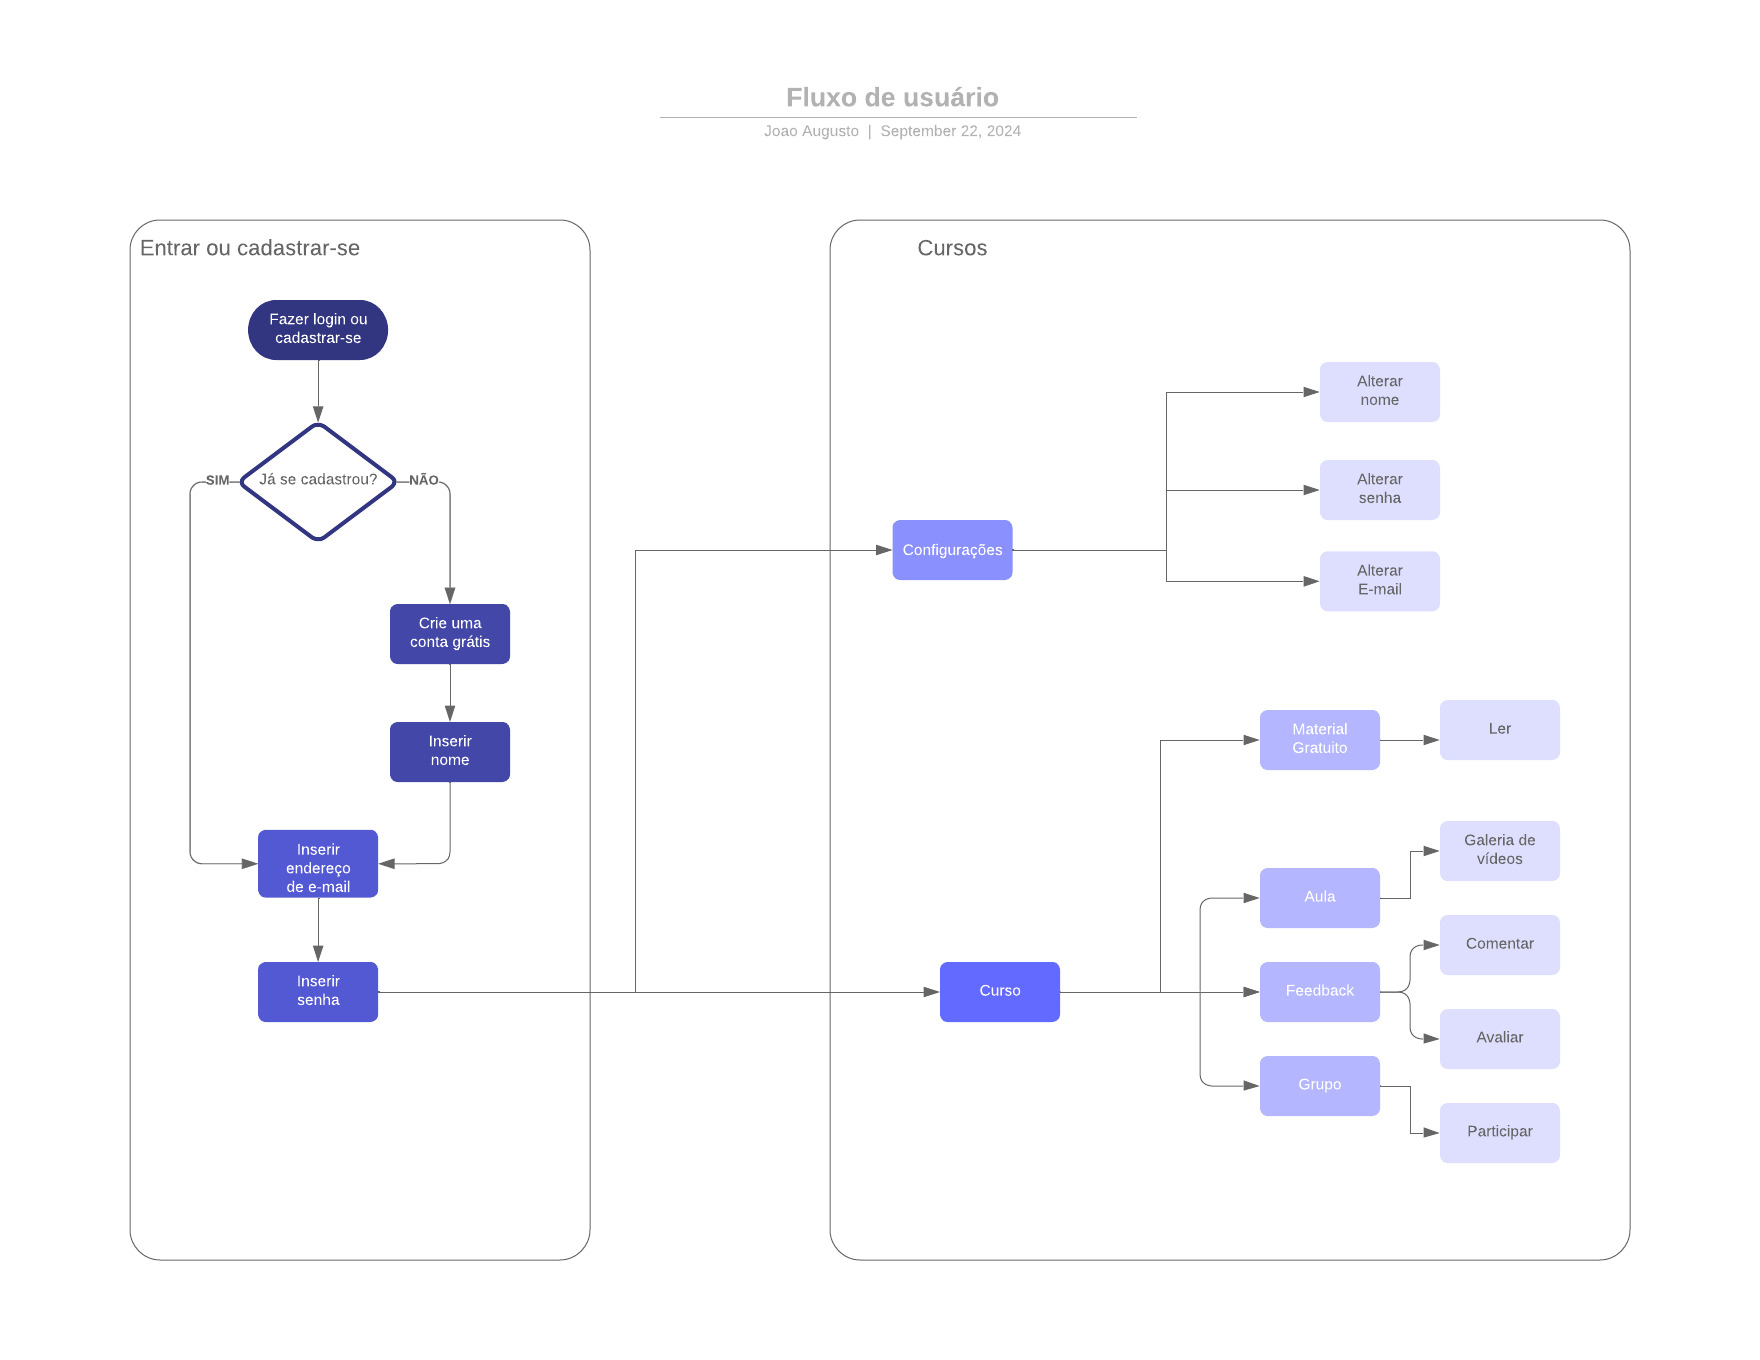 Fluxo de usuário
Joao Augusto | September 22, 2024
Entrar ou cadastrar-se
Fazer login ou
cadastrar-se
Já se cadastrou?
SIM
NÃO
Crie uma
conta grátis
Inserir
nome
Inserir
endereço
de e-mail
Inserir
senha
Cursos
Configurações
Alterar
nome
Alterar
senha
Alterar
E-mail
Curso
Material
Gratuito
Ler
Aula
Galeria de
vídeos
Feedback
Comentar
Avaliar
Grupo
Participar